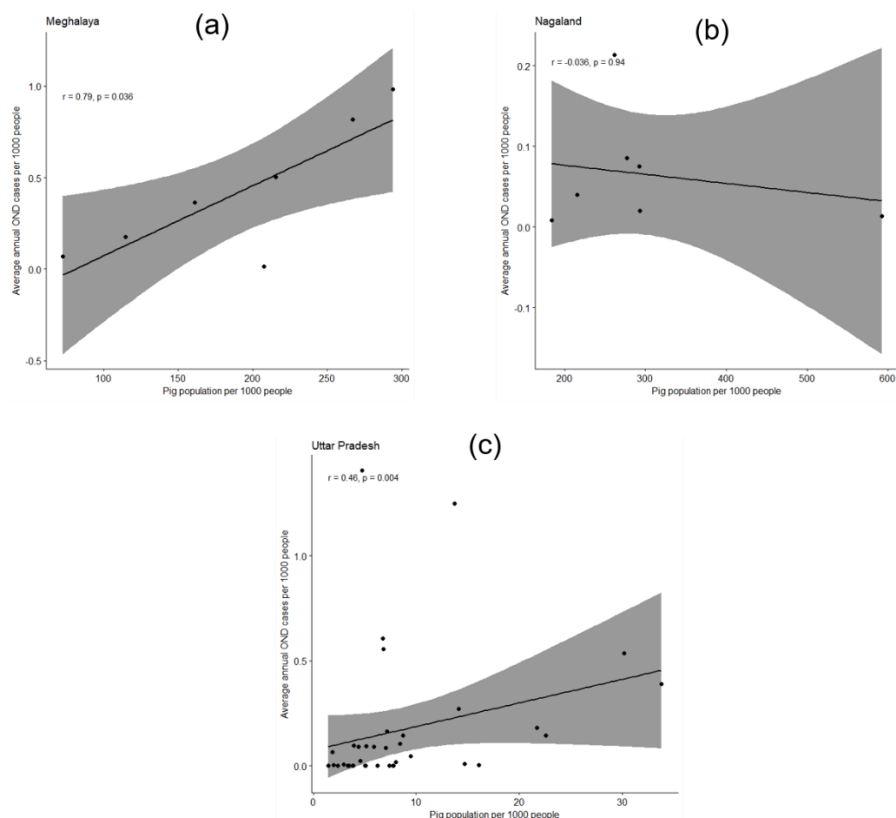 Meghalaya
(a)
r = 0.79, p = 0.036
Average annual OND cases per 1000 people
1.0
0.5
0.0
-0.5
100 150 200 250 300
Pig population per 1000 people
Nagaland
(b)
r = -0.036, p = 0.94
Average annual OND cases per 1000 people
0.2
0.1
0.0
-0.1
200 300 400 500 600
Pig population per 1000 people
Uttar Pradesh
(c)
r = 0.46, p = 0.004
Average annual OND cases per 1000 people
1.0
0.5
0.0
0 10 20 30
Pig population per 1000 people